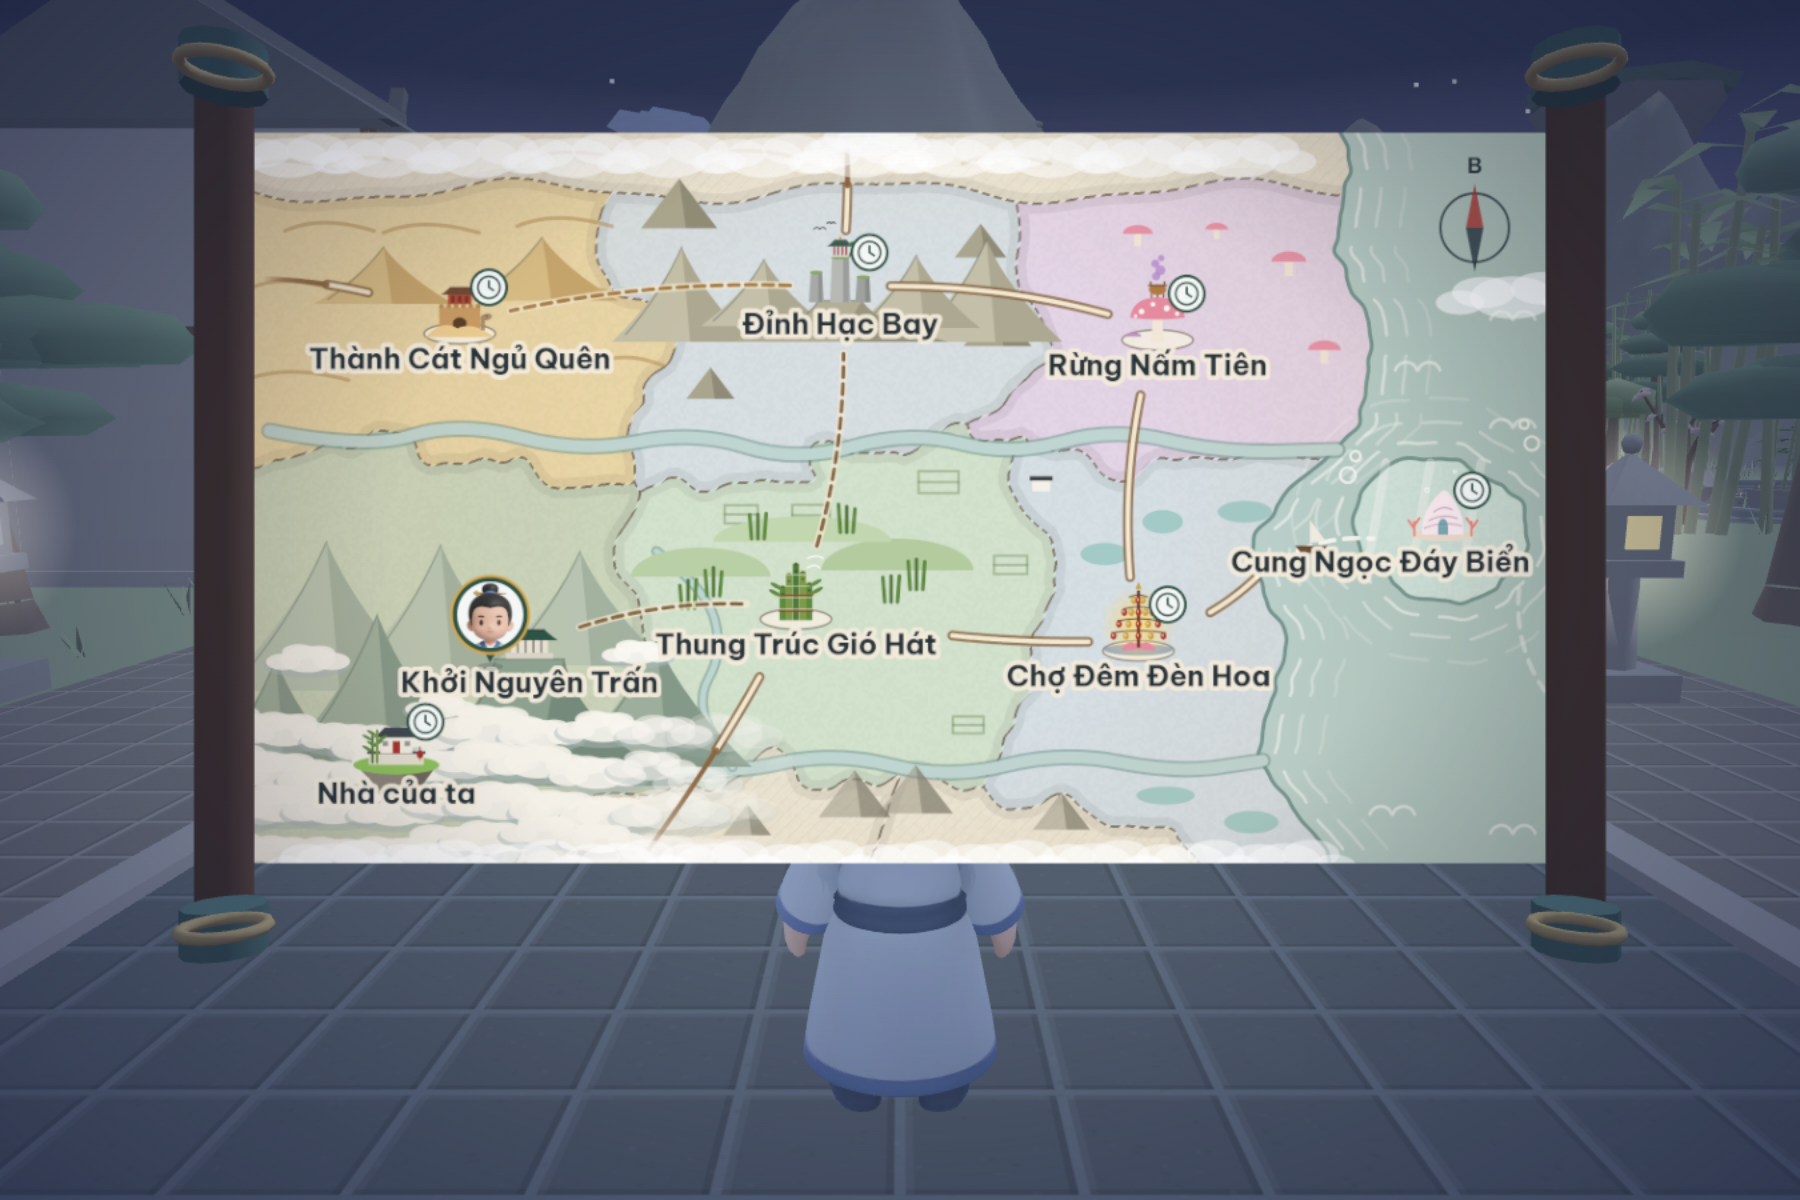 B
Đỉnh Hạc Bay
Thành Cát Ngủ Quên
Rừng Nấm Tiên
Cung Ngọc Đáy Biển
Thung Trúc Gió Hát
Chợ Đêm Đèn Hoa
Khởi Nguyên Trấn
Nhà của ta